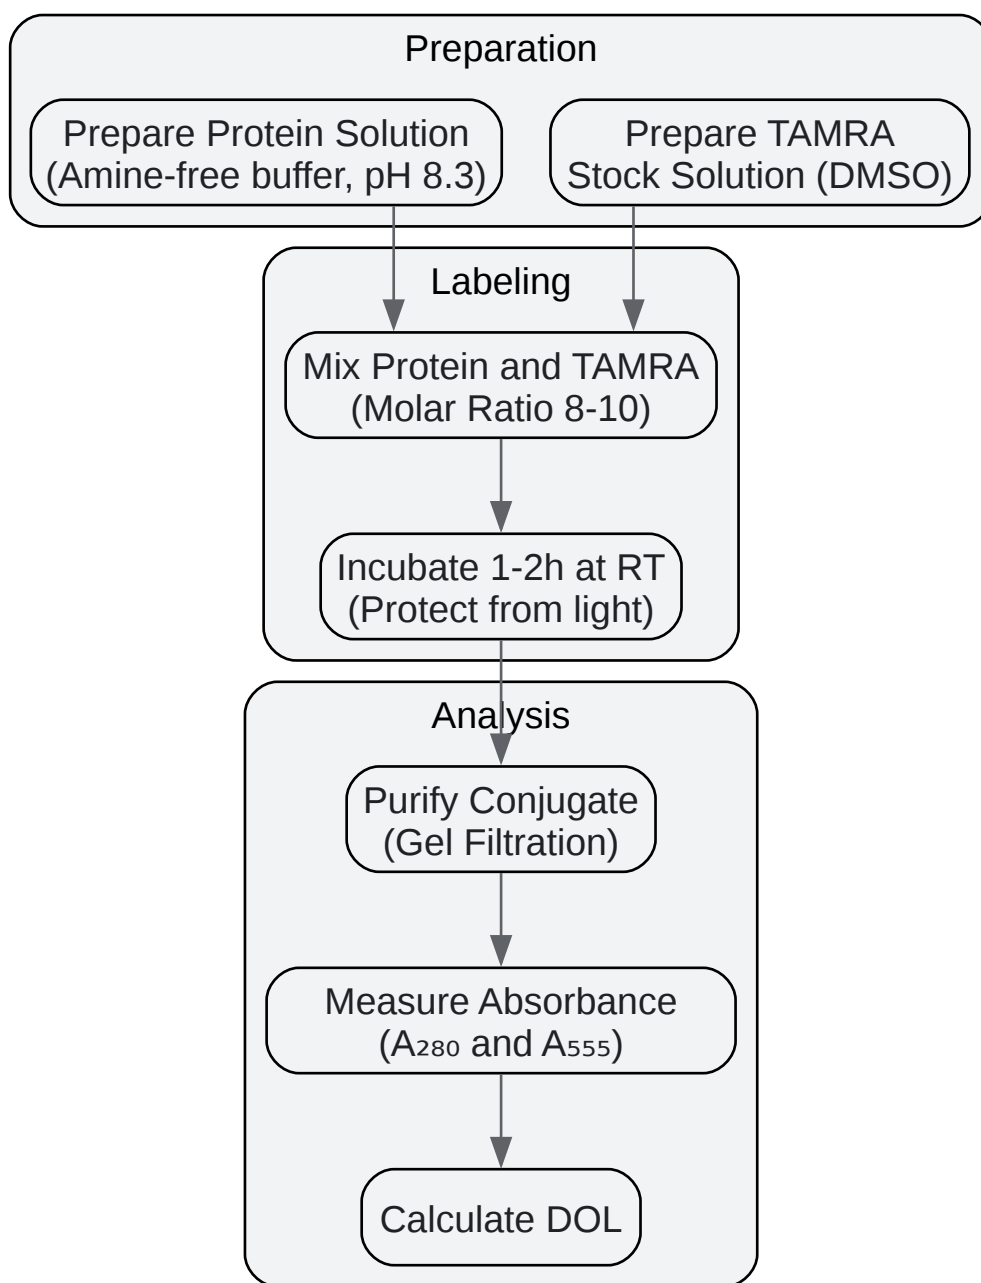 Preparation
Prepare Protein Solution
(Amine-free buffer, pH 8.3)
Prepare TAMRA
Stock Solution (DMSO)
Labeling
Mix Protein and TAMRA
(Molar Ratio 8-10)
Incubate 1-2h at RT
(Protect from light)
Analysis
Purify Conjugate
(Gel Filtration)
Measure Absorbance
(A₂₈₀ and A₅₅₅)
Calculate DOL